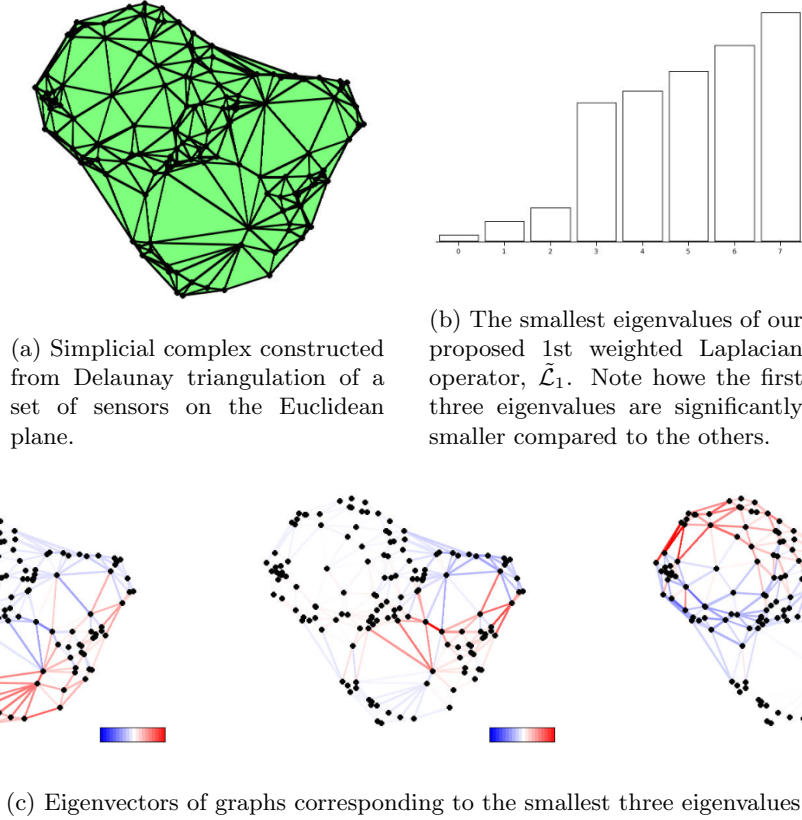 0 1 2 3 4 5 6 7
(a) Simplicial complex constructed
from Delaunay triangulation of a
set of sensors on the Euclidean
plane.
(b) The smallest eigenvalues of our
proposed 1st weighted Laplacian
operator, $\tilde{\mathcal{L}}_1$. Note howe the first
three eigenvalues are significantly
smaller compared to the others.
(c) Eigenvectors of graphs corresponding to the smallest three eigenvalues